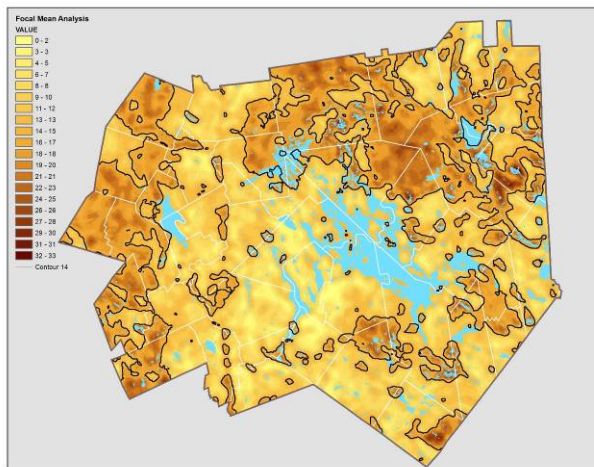 Focal Mean Analysis
VALUE
0 - 2
3 - 3
4 - 5
6 - 7
8 - 8
9 - 10
11 - 12
13 - 13
14 - 15
16 - 17
18 - 18
19 - 20
21 - 21
22 - 23
24 - 25
26 - 26
27 - 28
29 - 30
31 - 31
32 - 33
Contour 14